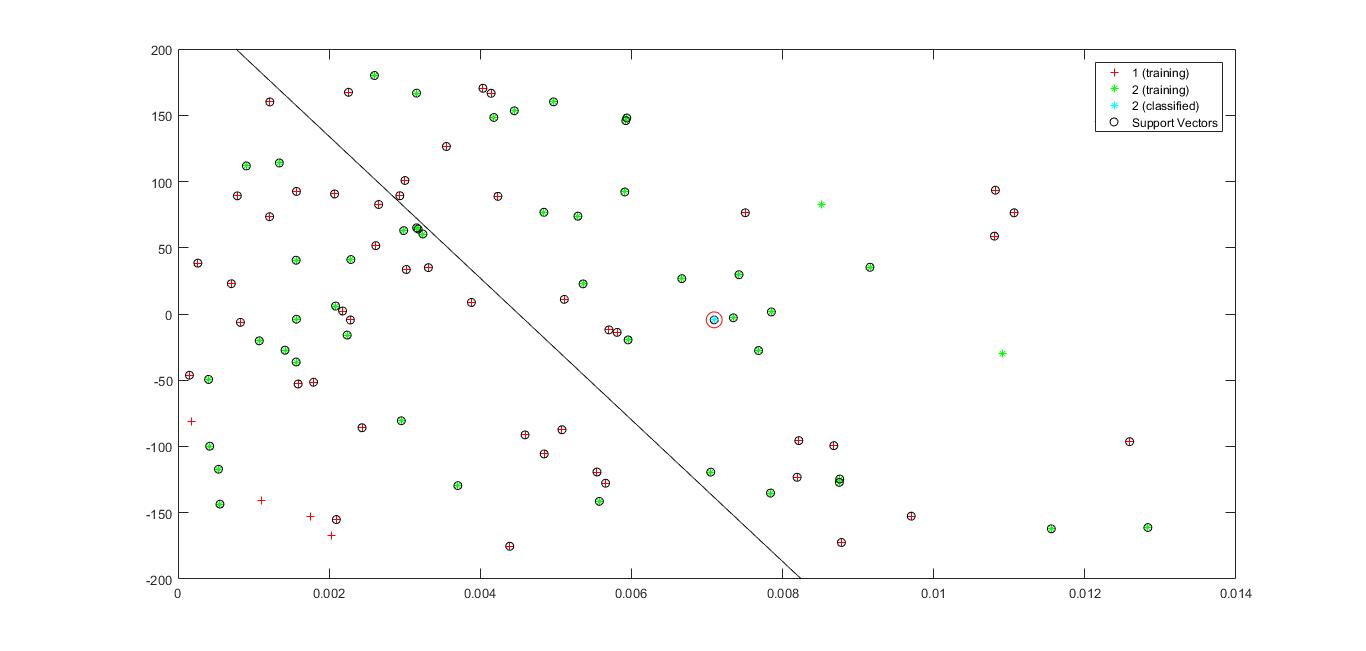 200
150
100
50
0
-50
-100
-150
-200
0 0.002 0.004 0.006 0.008 0.01 0.012 0.014
1 (training)
2 (training)
2 (classified)
Support Vectors